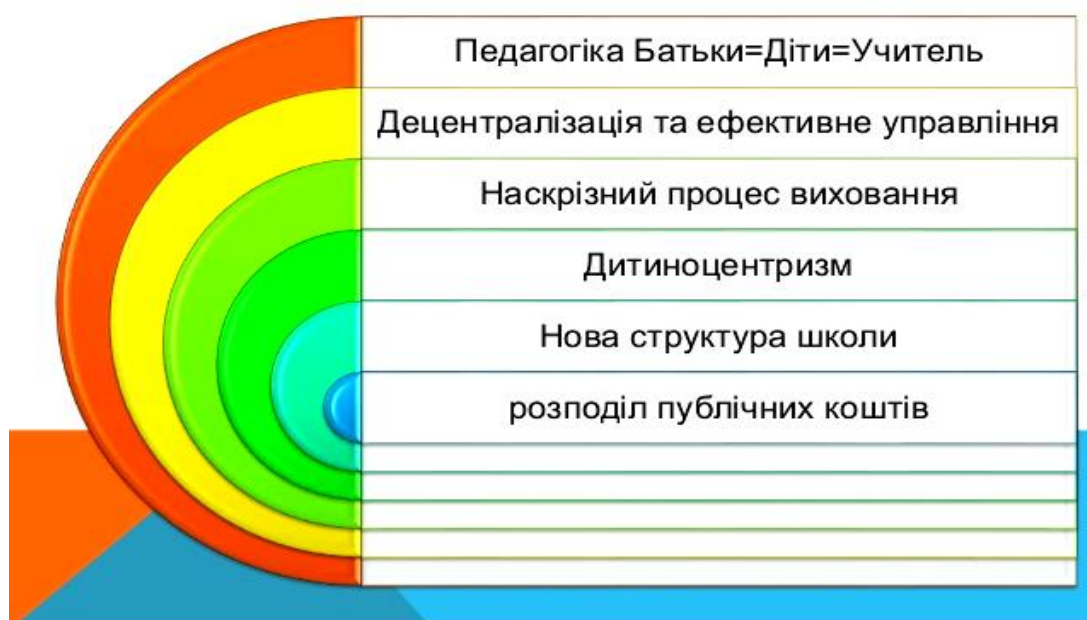 Педагогіка Батьки=Діти=Учитель
Децентралізація та ефективне управління
Наскрізний процес виховання
Дитиноцентризм
Нова структура школи
розподіл публічних коштів